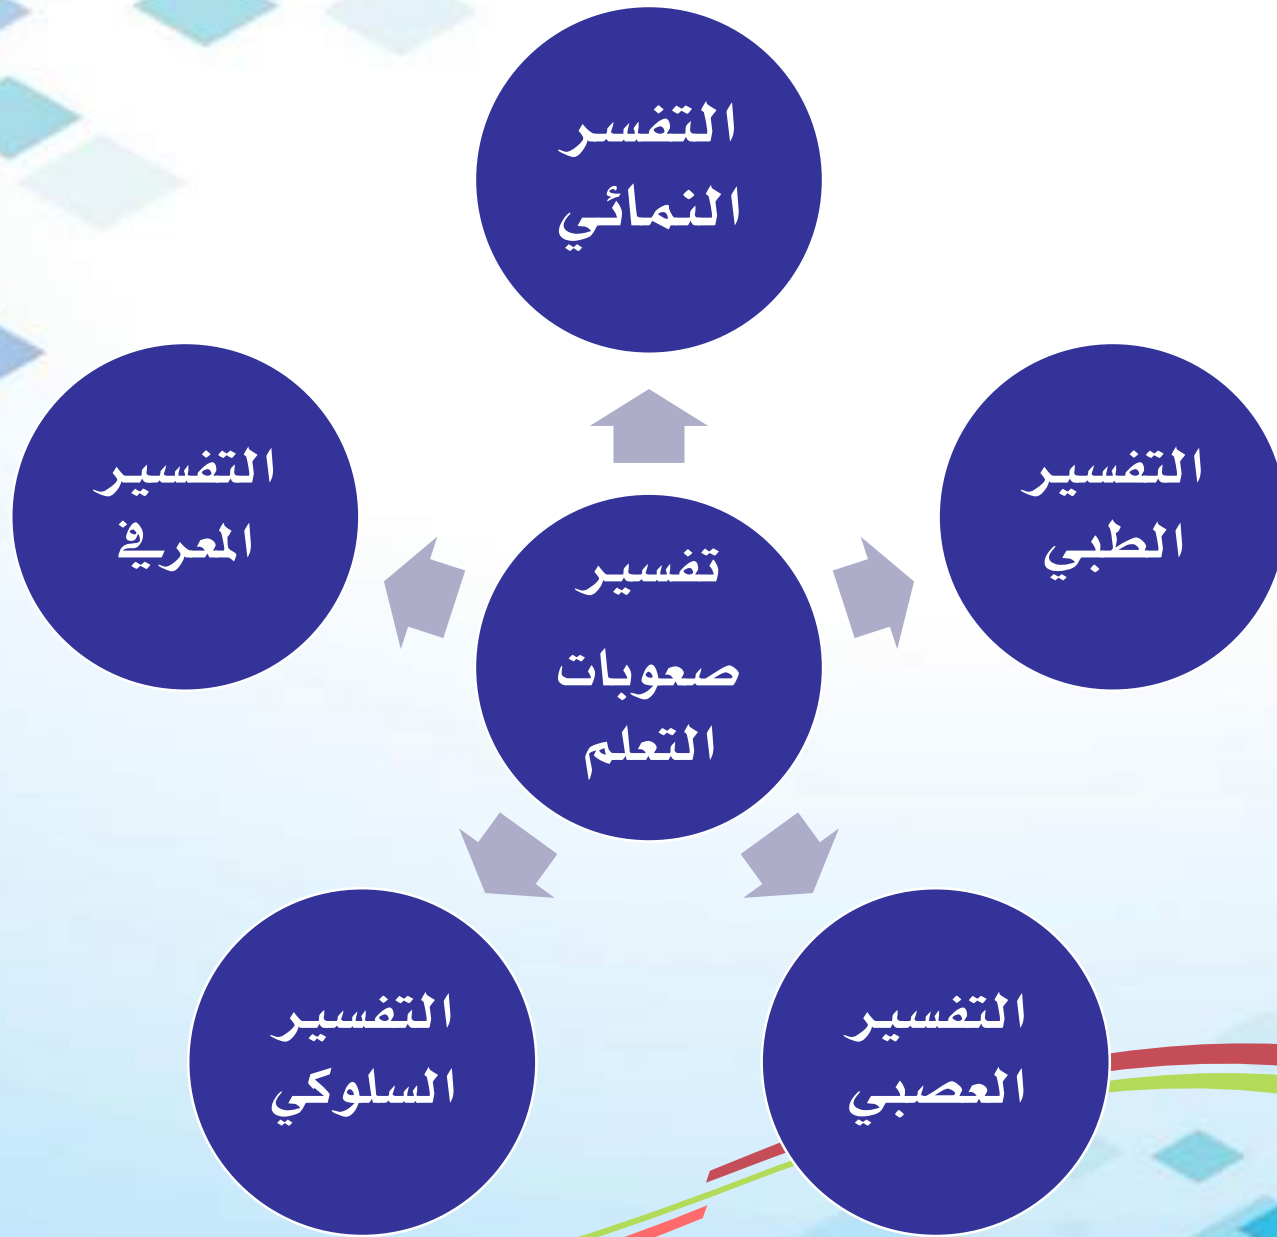 التفسر
النمائي
التفسير
الطبي
التفسير
المعرفي
تفسير
صعوبات
التعلم
التفسير
العصبي
التفسير
السلوكي